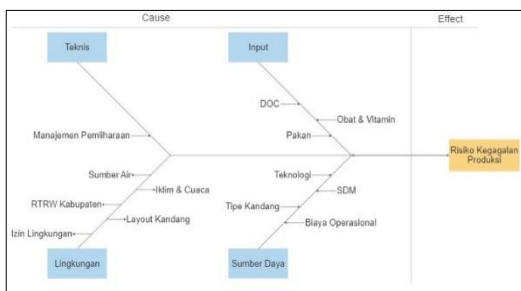 Cause
Effect
Teknis
Input
DOC
Obat & Vitamin
Manajemen Pemliharaan
Pakan
Risiko Kegagalan
Produksi
Sumber Air
Teknologi
Iklim & Cuaca
SDM
RTRW Kabupaten
Tipe Kandang
Layout Kandang
Biaya Operasional
Izin Lingkungan
Lingkungan
Sumber Daya